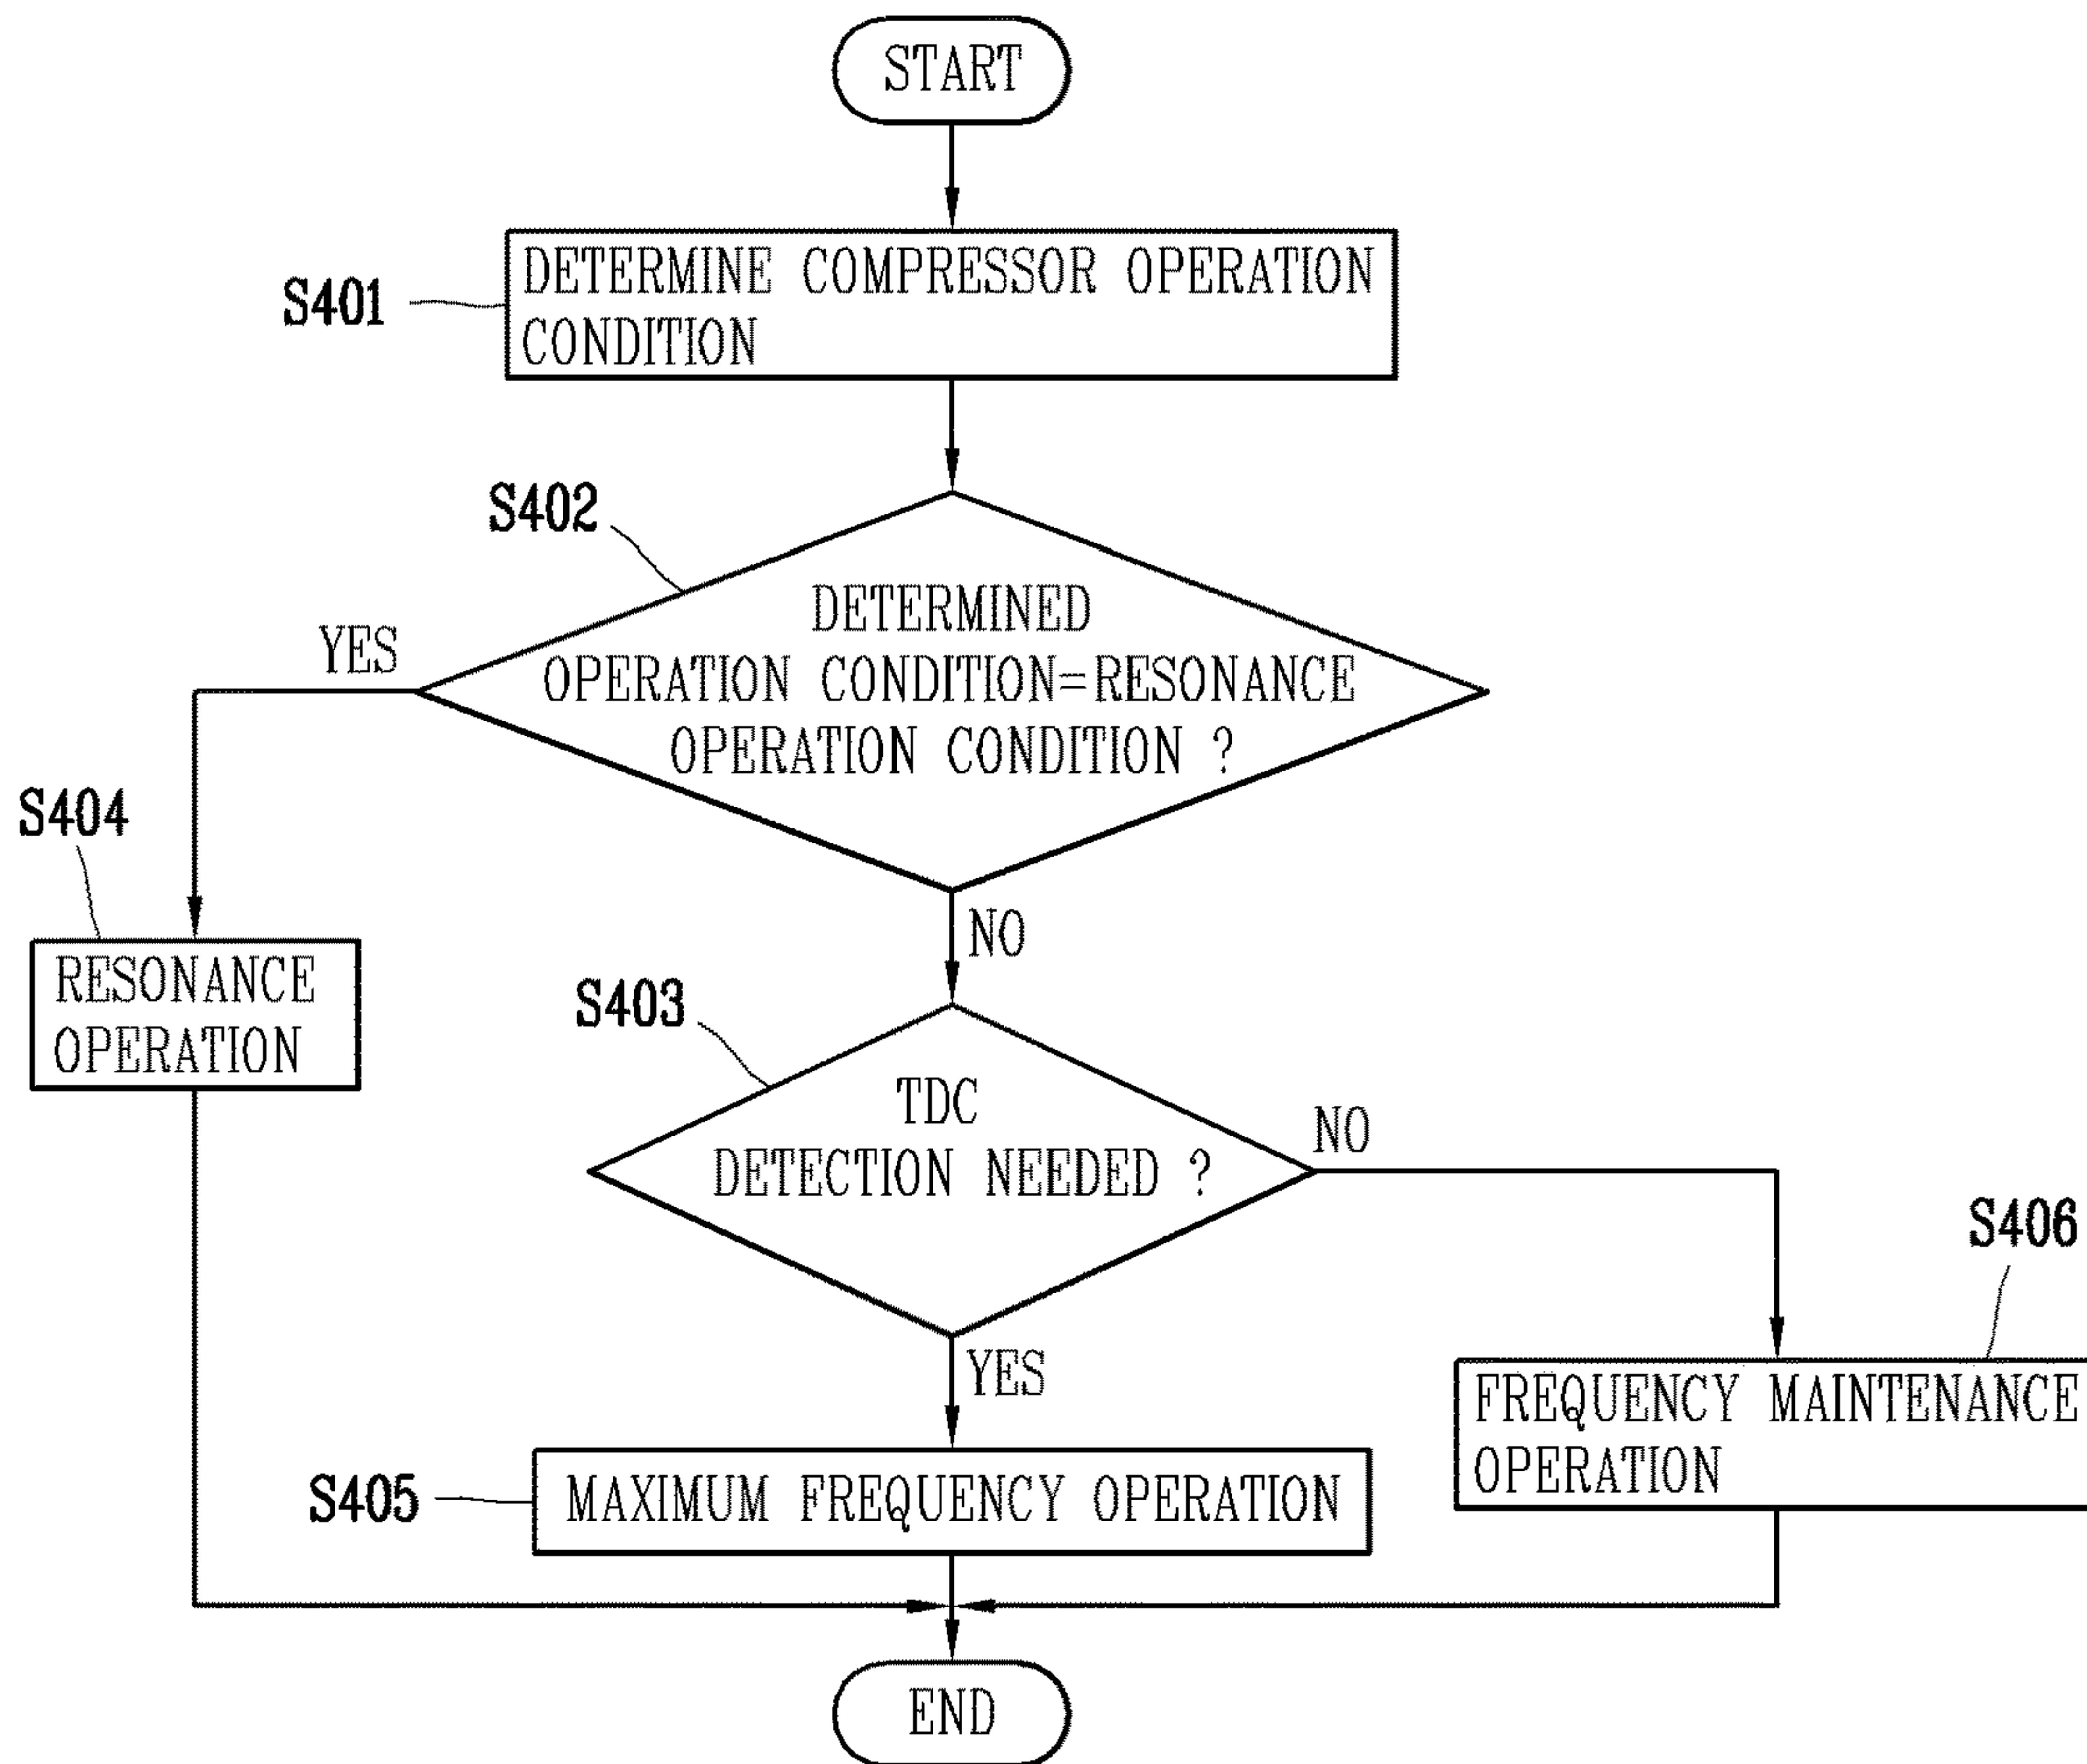 START
S401
DETERMINE COMPRESSOR OPERATION
CONDITION
S402
DETERMINED
OPERATION CONDITION=RESONANCE
OPERATION CONDITION ?
YES
NO
S404
RESONANCE
OPERATION
S403
TDC
DETECTION NEEDED ?
NO
YES
S406
FREQUENCY MAINTENANCE
OPERATION
S405
MAXIMUM FREQUENCY OPERATION
END